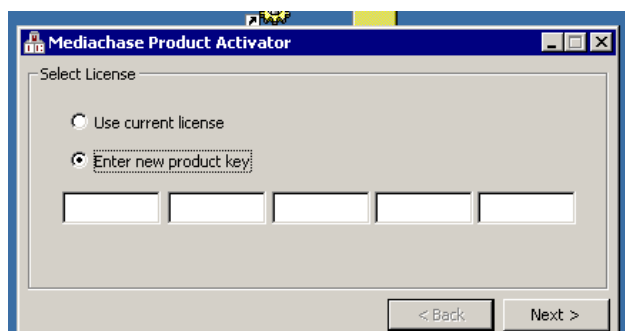 Mediachase Product Activator
Select License
Use current license
Enter new product key
< Back Next >